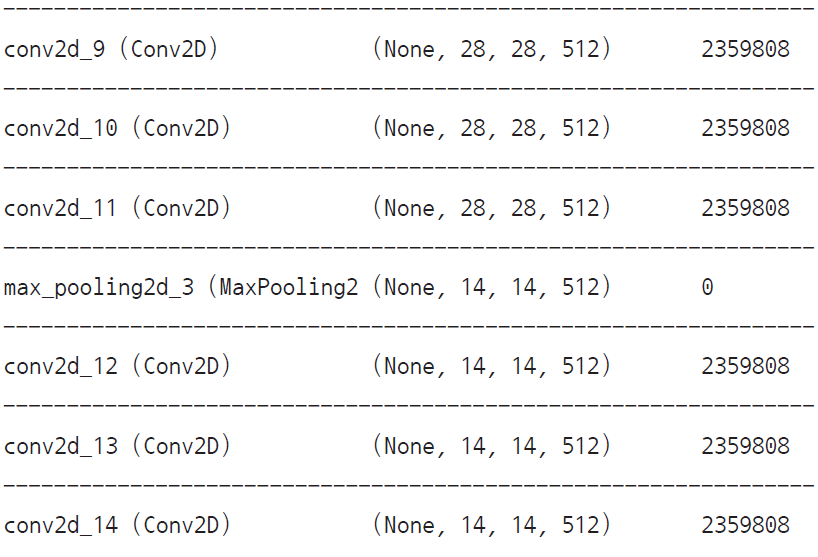 _________________________________________________________________
conv2d_9 (Conv2D) (None, 28, 28, 512) 2359808
_________________________________________________________________
conv2d_10 (Conv2D) (None, 28, 28, 512) 2359808
_________________________________________________________________
conv2d_11 (Conv2D) (None, 28, 28, 512) 2359808
_________________________________________________________________
max_pooling2d_3 (MaxPooling2 (None, 14, 14, 512) 0
_________________________________________________________________
conv2d_12 (Conv2D) (None, 14, 14, 512) 2359808
_________________________________________________________________
conv2d_13 (Conv2D) (None, 14, 14, 512) 2359808
_________________________________________________________________
conv2d_14 (Conv2D) (None, 14, 14, 512) 2359808